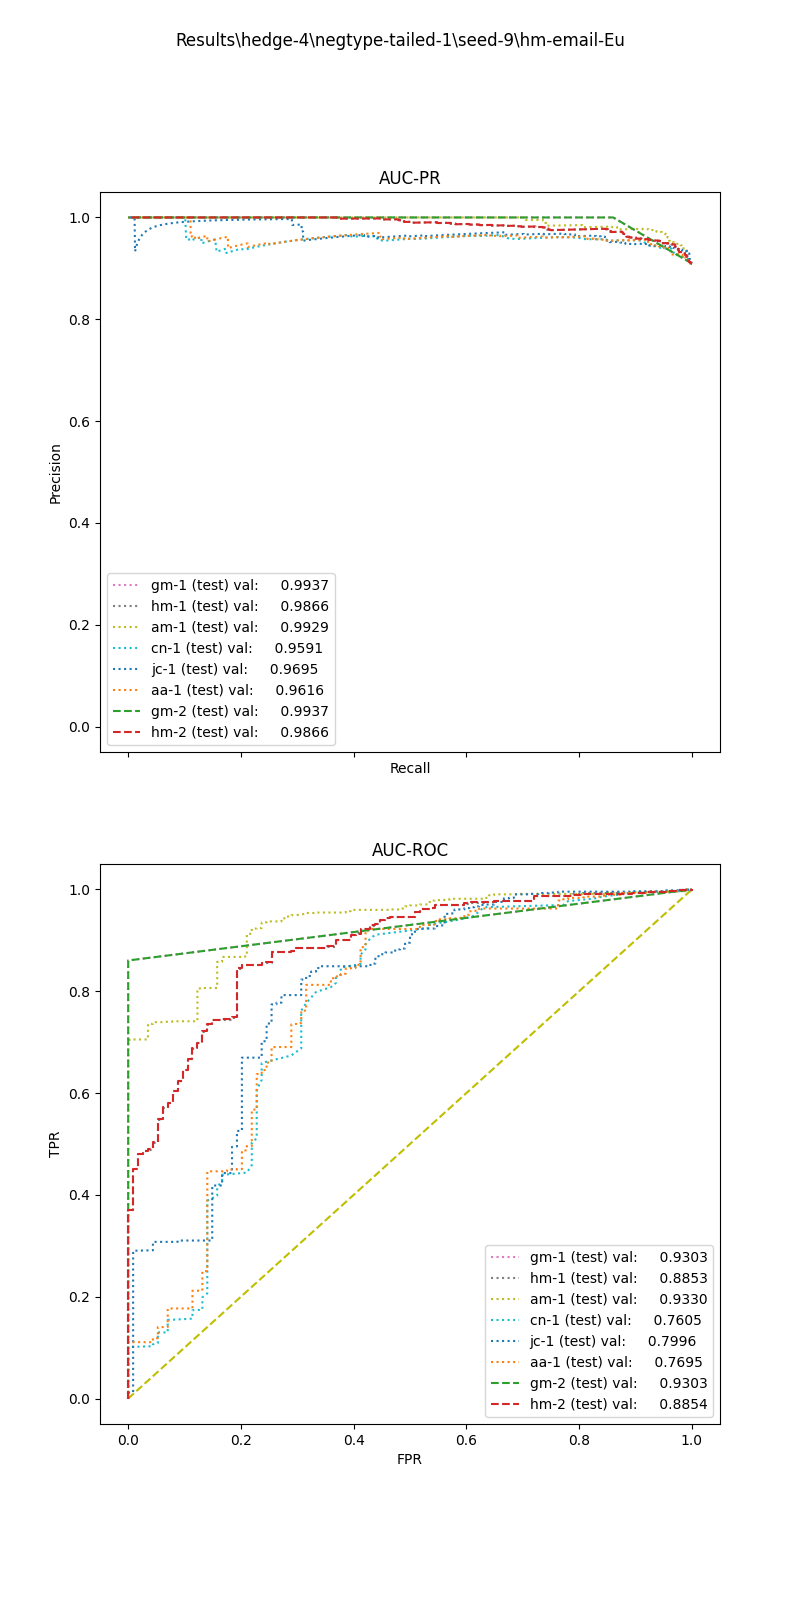 Results\hedge-4\negtype-tailed-1\seed-9\hm-email-Eu
AUC-PR
1.0
0.8
0.6
0.4
0.2
0.0
Precision
gm-1 (test) val: 0.9937
hm-1 (test) val: 0.9866
am-1 (test) val: 0.9929
cn-1 (test) val: 0.9591
jc-1 (test) val: 0.9695
aa-1 (test) val: 0.9616
gm-2 (test) val: 0.9937
hm-2 (test) val: 0.9866
Recall
AUC-ROC
1.0
0.8
0.6
0.4
0.2
0.0
TPR
gm-1 (test) val: 0.9303
hm-1 (test) val: 0.8853
am-1 (test) val: 0.9330
cn-1 (test) val: 0.7605
jc-1 (test) val: 0.7996
aa-1 (test) val: 0.7695
gm-2 (test) val: 0.9303
hm-2 (test) val: 0.8854
0.0 0.2 0.4 0.6 0.8 1.0
FPR